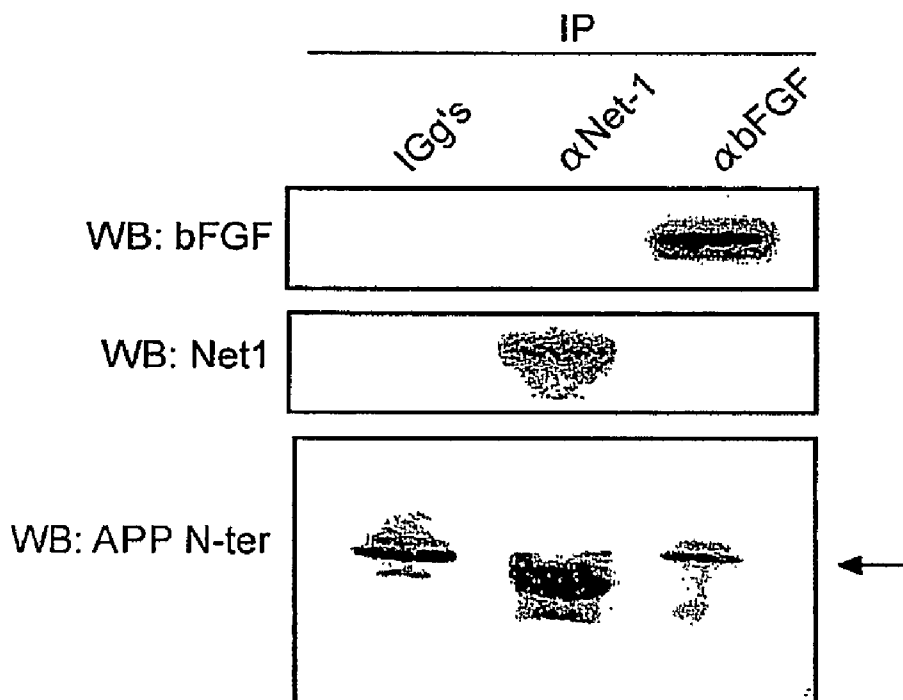 IP
IGg's αNet-1 αbFGF
WB: bFGF
WB: Net1
WB: APP N-ter